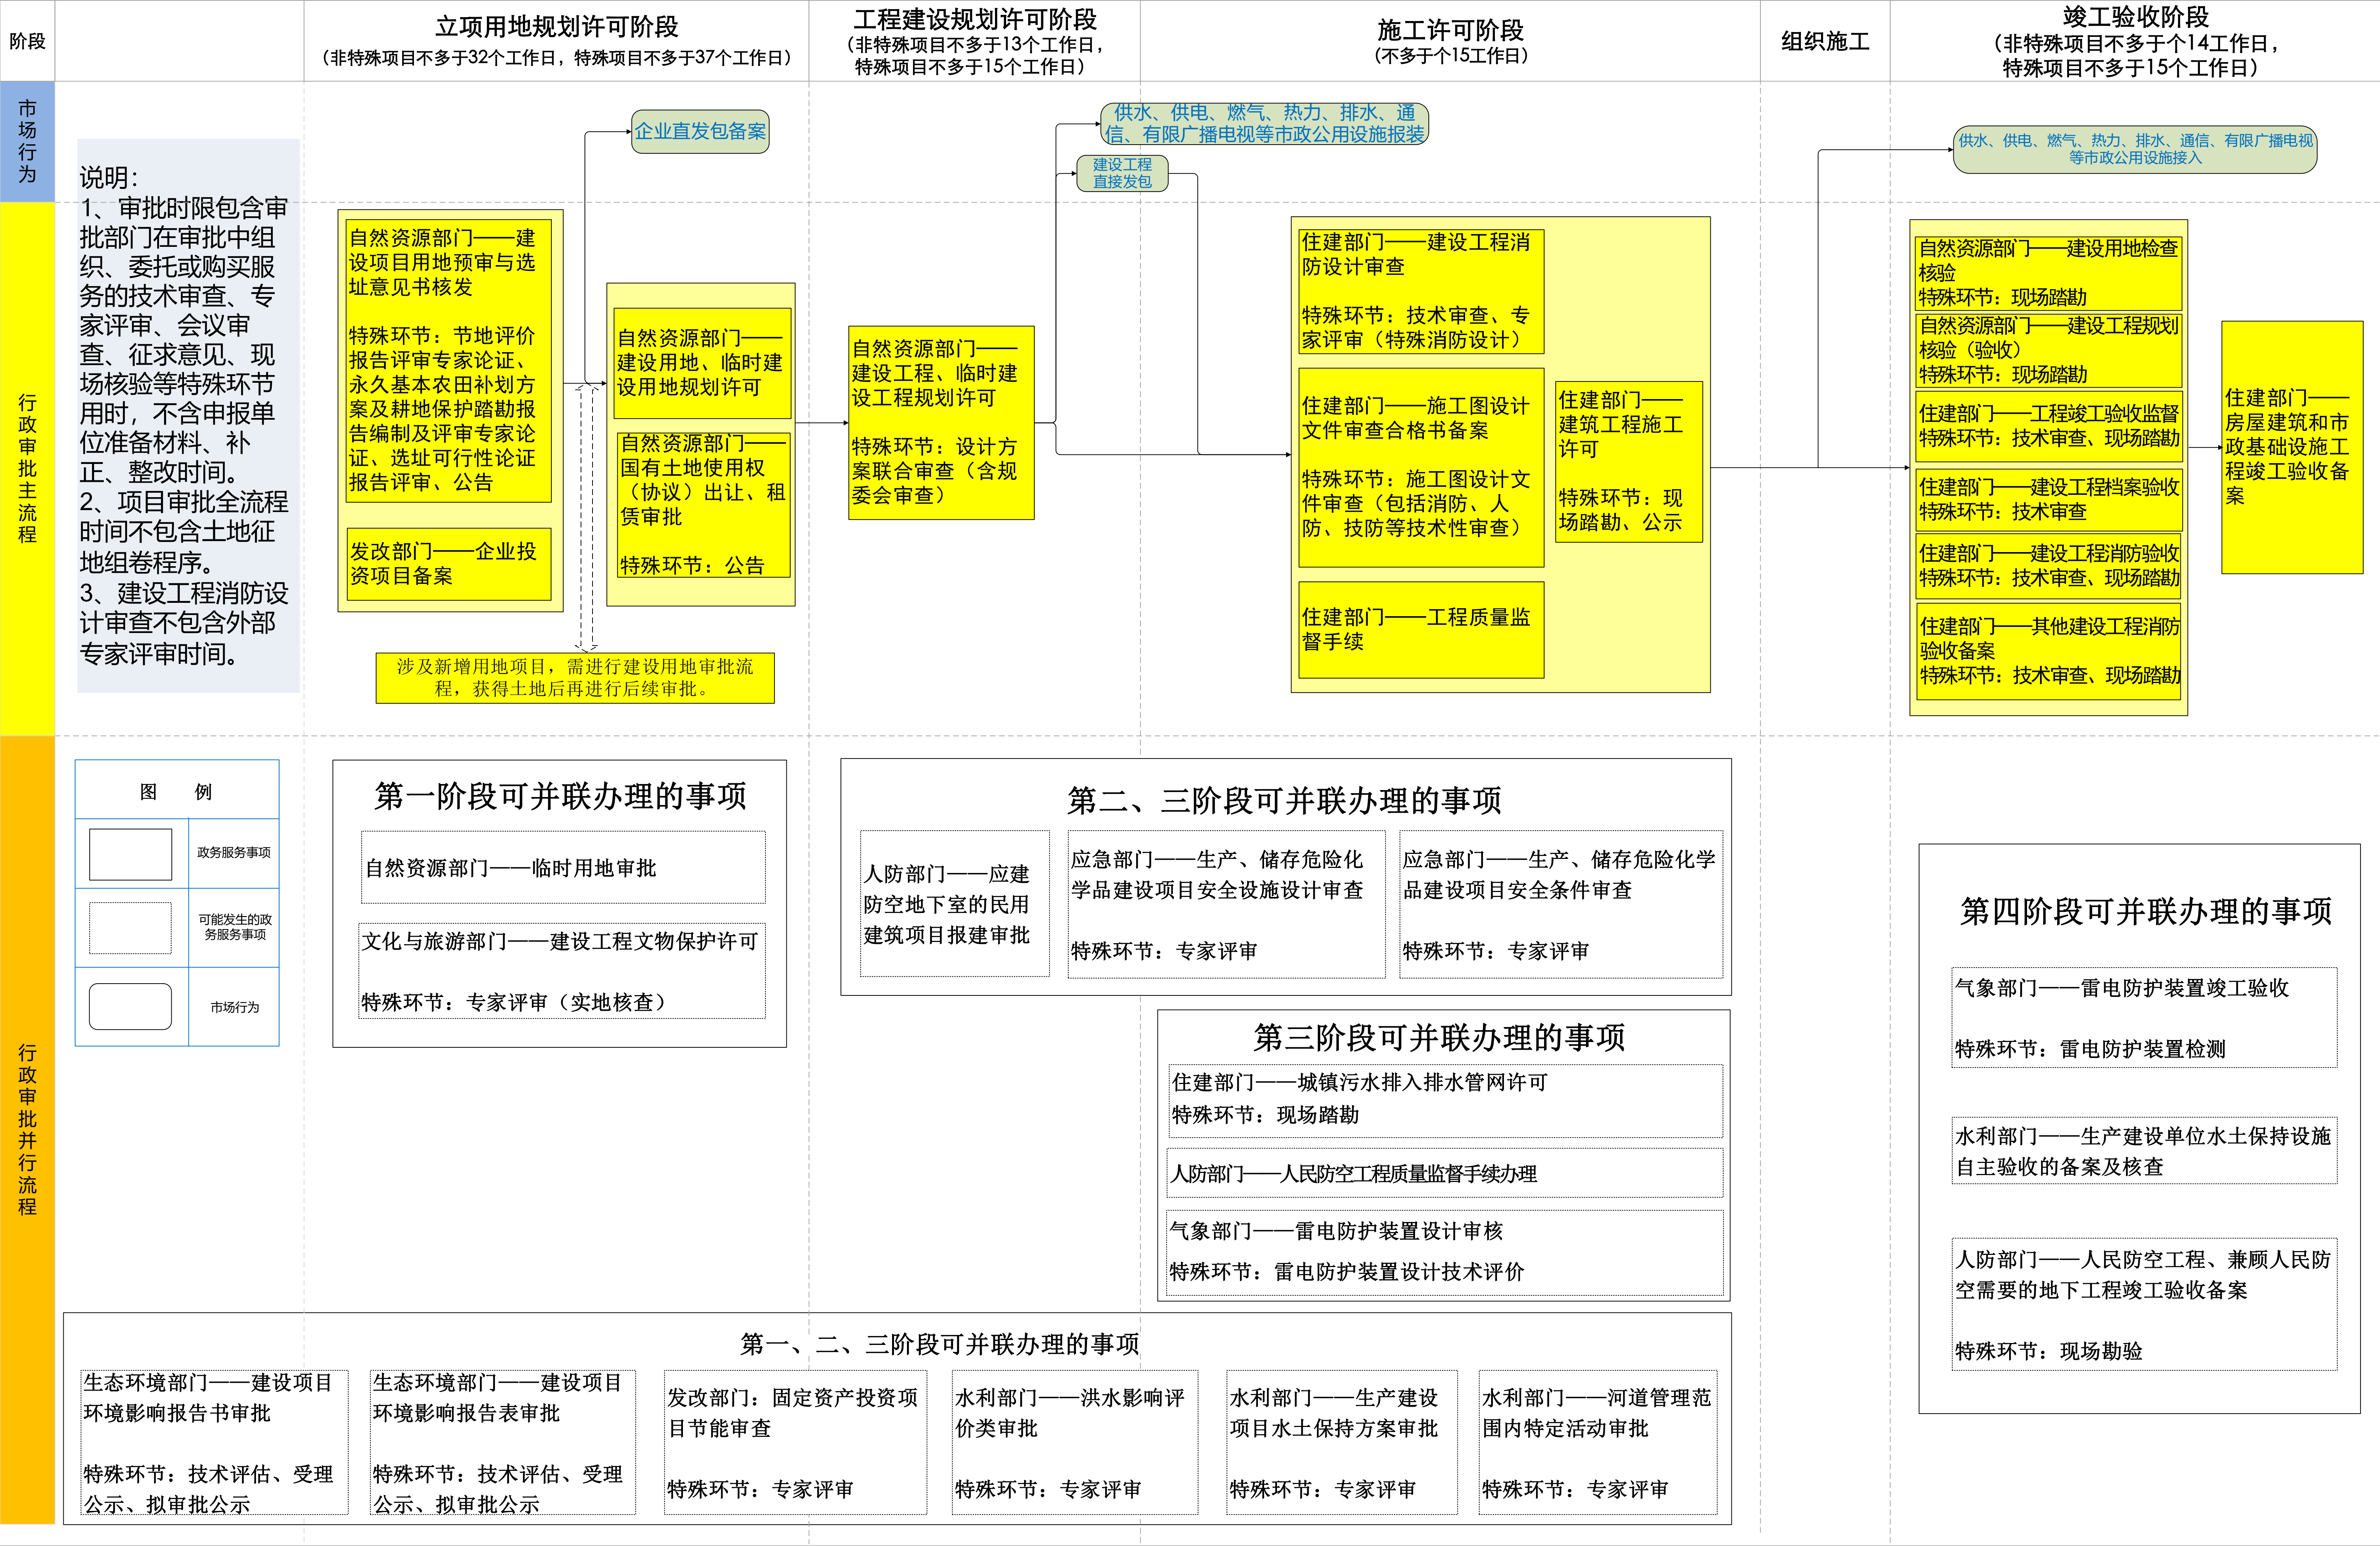 阶段
立项用地规划许可阶段
（非特殊项目不多于32个工作日，特殊项目不多于37个工作日）
工程建设规划许可阶段
（非特殊项目不多于13个工作日，
特殊项目不多于15个工作日）
施工许可阶段
（不多于个15工作日）
组织施工
竣工验收阶段
（非特殊项目不多于个14工作日，
特殊项目不多于15个工作日）
市场行为
企业直发包备案
供水、供电、燃气、热力、排水、通
信、有限广播电视等市政公用设施报装
建设工程
直接发包
供水、供电、燃气、热力、排水、通信、有限广播电视
等市政公用设施接入
说明：
1、审批时限包含审
批部门在审批中组
织、委托或购买服
务的技术审查、专
家评审、会议审
查、征求意见、现
场核验等特殊环节
用时，不含申报单
位准备材料、补
正、整改时间。
2、项目审批全流程
时间不包含土地征
地组卷程序。
3、建设工程消防设
计审查不包含外部
专家评审时间。
行政审批主流程
自然资源部门——建
设项目用地预审与选
址意见书核发
特殊环节：节地评价
报告评审专家论证、
永久基本农田补划方
案及耕地保护踏勘报
告编制及评审专家论
证、选址可行性论证
报告评审、公告
发改部门——企业投
资项目备案
自然资源部门——
建设用地、临时建
设用地规划许可
自然资源部门——
国有土地使用权
（协议）出让、租
赁审批
特殊环节：公告
涉及新增用地项目，需进行建设用地审批流
程，获得土地后再进行后续审批。
自然资源部门——
建设工程、临时建
设工程规划许可
特殊环节：设计方
案联合审查（含规
委会审查）
住建部门——建设工程消
防设计审查
特殊环节：技术审查、专
家评审（特殊消防设计）
住建部门——施工图设计
文件审查合格书备案
特殊环节：施工图设计文
件审查（包括消防、人
防、技防等技术性审查）
住建部门——工程质量监
督手续
住建部门——
建筑工程施工
许可
特殊环节：现
场踏勘、公示
自然资源部门——建设用地检查
核验
特殊环节：现场踏勘
自然资源部门——建设工程规划
核验（验收）
特殊环节：现场踏勘
住建部门——工程竣工验收监督
特殊环节：技术审查、现场踏勘
住建部门——建设工程档案验收
特殊环节：技术审查
住建部门——建设工程消防验收
特殊环节：技术审查、现场踏勘
住建部门——其他建设工程消防
验收备案
特殊环节：技术审查、现场踏勘
住建部门——
房屋建筑和市
政基础设施工
程竣工验收备
案
行政审批并行流程
图 例
政务服务事项
可能发生的政
务服务事项
市场行为
第一阶段可并联办理的事项
自然资源部门——临时用地审批
文化与旅游部门——建设工程文物保护许可
特殊环节：专家评审（实地核查）
第二、三阶段可并联办理的事项
人防部门——应建
防空地下室的民用
建筑项目报建审批
应急部门——生产、储存危险化
学品建设项目安全设施设计审查
特殊环节：专家评审
应急部门——生产、储存危险化学
品建设项目安全条件审查
特殊环节：专家评审
第三阶段可并联办理的事项
住建部门——城镇污水排入排水管网许可
特殊环节：现场踏勘
人防部门——人民防空工程质量监督手续办理
气象部门——雷电防护装置设计审核
特殊环节：雷电防护装置设计技术评价
第四阶段可并联办理的事项
气象部门——雷电防护装置竣工验收
特殊环节：雷电防护装置检测
水利部门——生产建设单位水土保持设施
自主验收的备案及核查
人防部门——人民防空工程、兼顾人民防
空需要的地下工程竣工验收备案
特殊环节：现场勘验
第一、二、三阶段可并联办理的事项
生态环境部门——建设项目
环境影响报告书审批
特殊环节：技术评估、受理
公示、拟审批公示
生态环境部门——建设项目
环境影响报告表审批
特殊环节：技术评估、受理
公示、拟审批公示
发改部门：固定资产投资项
目节能审查
特殊环节：专家评审
水利部门——洪水影响评
价类审批
特殊环节：专家评审
水利部门——生产建设
项目水土保持方案审批
特殊环节：专家评审
水利部门——河道管理范
围内特定活动审批
特殊环节：专家评审